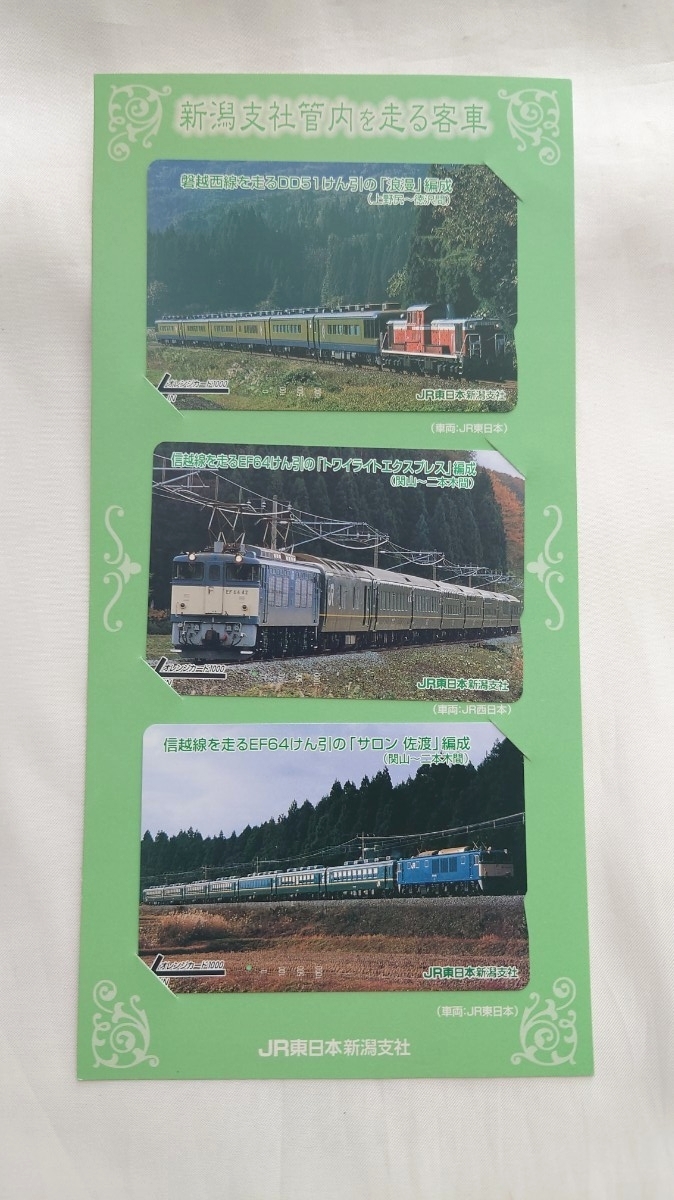 新潟支社管内を走る客車
磐越西線を走るDD51けん引の「浪漫」編成
(上野尻〜徳沢間)
オレンジカード1000
JR東日本新潟支社
(車両:JR東日本)
信越線を走るEF64けん引の「トワイライトエクスプレス」編成
(関山〜二本木間)
EF64 42
オレンジカード1000
JR東日本新潟支社
(車両:JR西日本)
信越線を走るEF64けん引の「サロン 佐渡」編成
(関山〜二本木間)
オレンジカード1000
JR東日本新潟支社
(車両:JR東日本)
JR東日本新潟支社